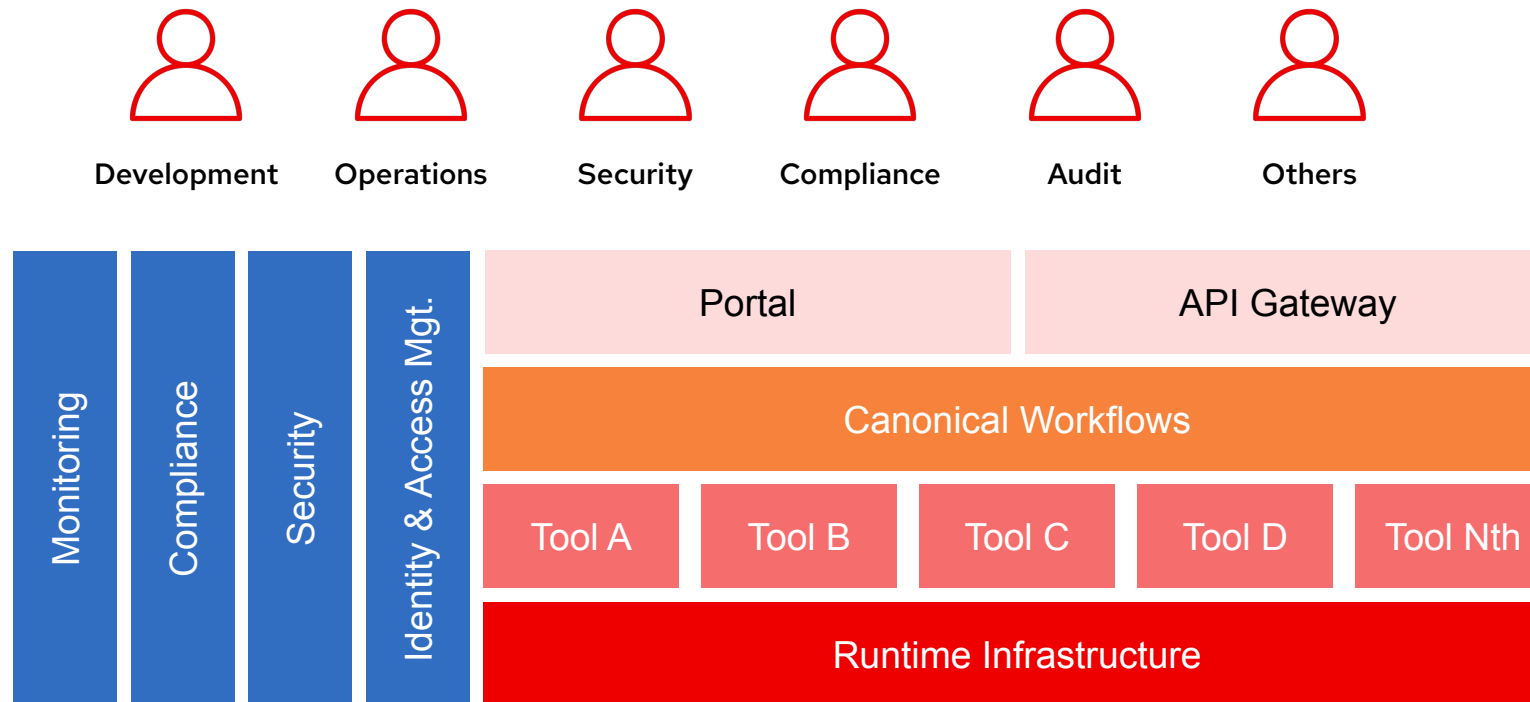 Development
Operations
Security
Compliance
Audit
Others
Monitoring
Compliance
Security
Identity & Access Mgt.
Portal
API Gateway
Canonical Workflows
Tool A
Tool B
Tool C
Tool D
Tool Nth
Runtime Infrastructure